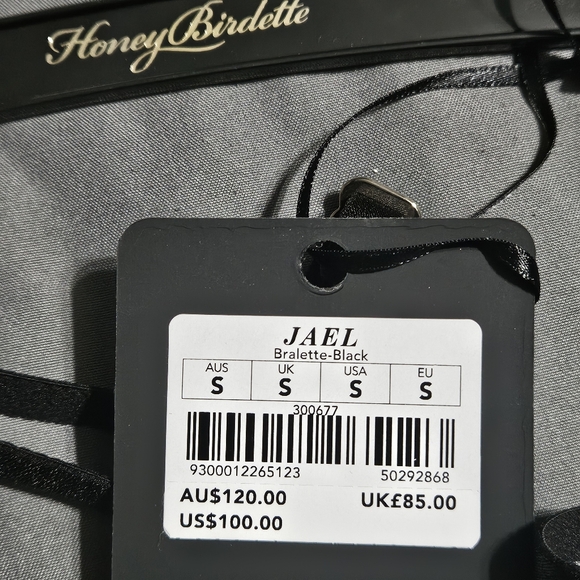 Honey Birdette
JAEL
Bralette-Black
AUS UK USA EU
S S S S
300677
9300012265123 50292868
AU$120.00 UK£85.00
US$100.00